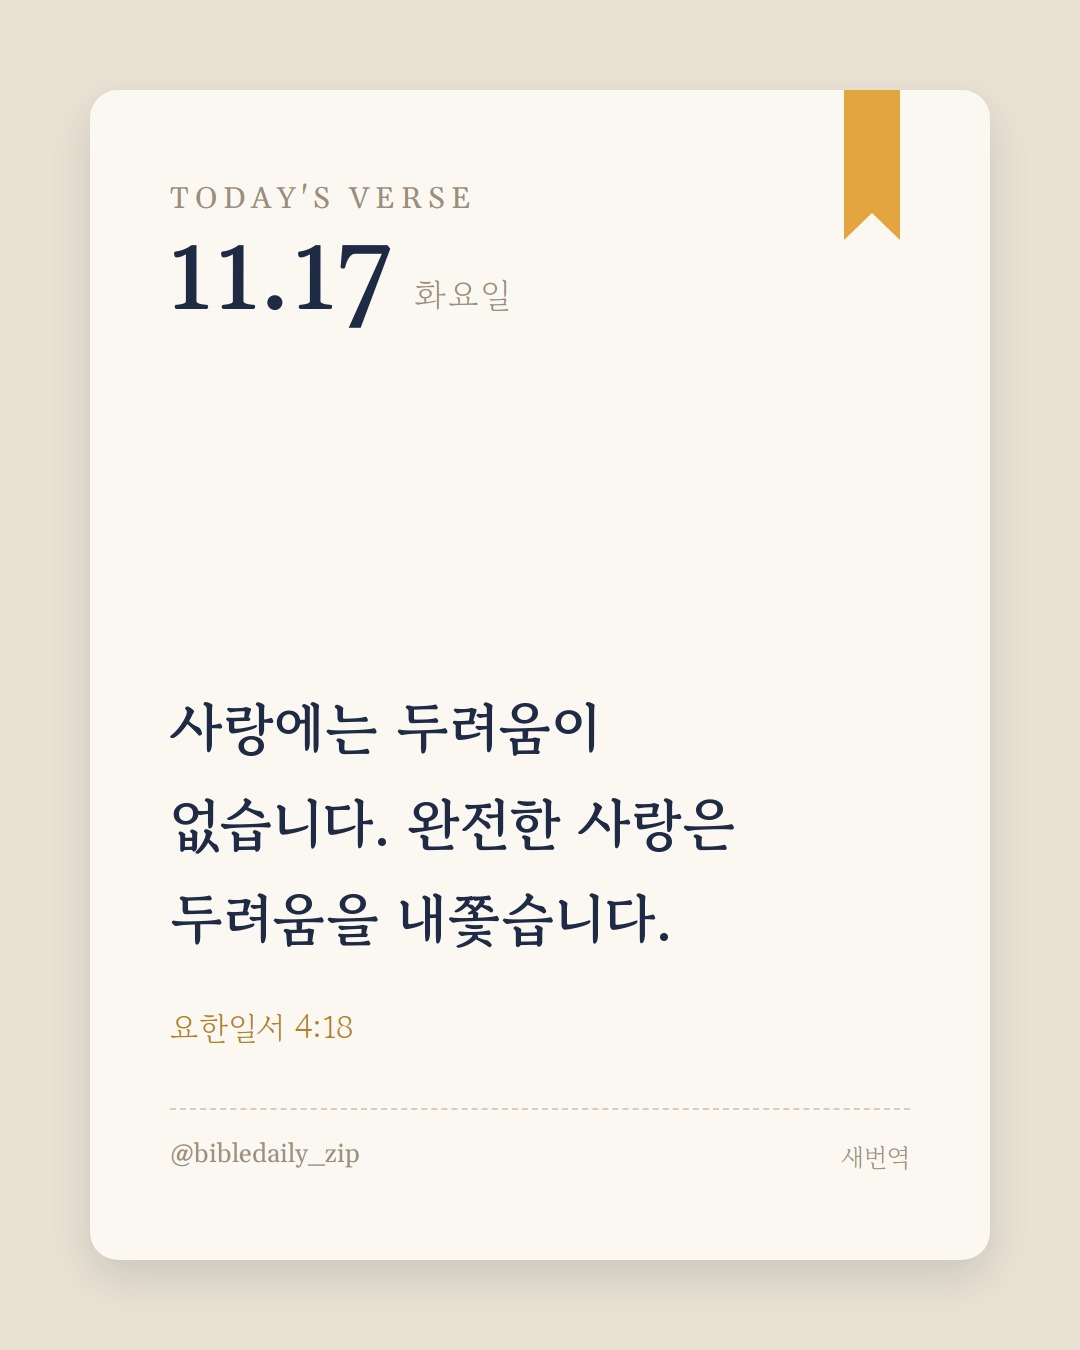 TODAY'S VERSE
11.17 화요일
사랑에는 두려움이
없습니다. 완전한 사랑은
두려움을 내쫓습니다.
요한일서 4:18
@bibledaily_zip 새번역